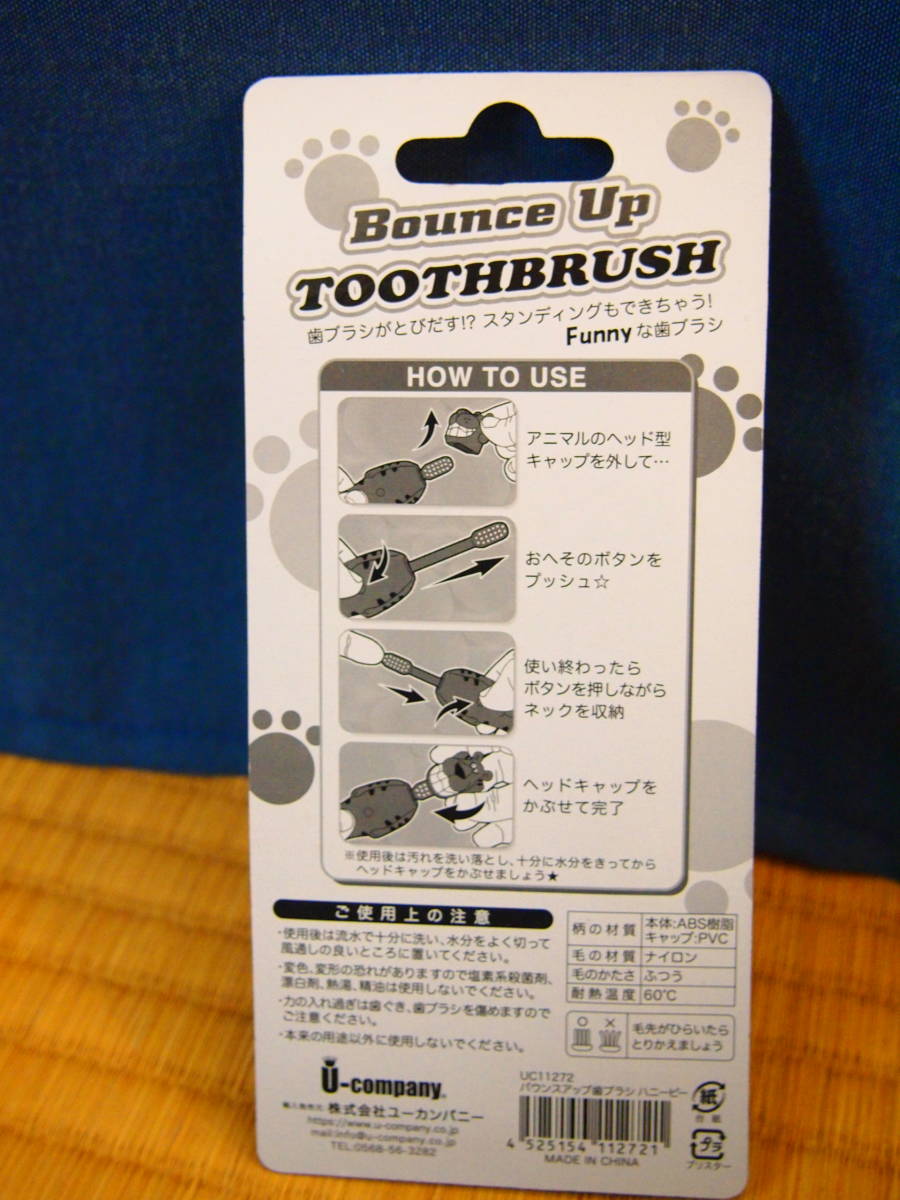 Bounce Up
TOOTHBRUSH
歯ブラシがとびだす!? スタンディングもできちゃう!
Funnyな歯ブラシ
HOW TO USE
アニマルのヘッド型
キャップを外して…
おへそのボタンを
プッシュ☆
使い終わったら
ボタンを押しながら
ネックを収納
ヘッドキャップを
かぶせて完了
※使用後は汚れを洗い落とし、十分に水分をきってから
ヘッドキャップをかぶせましょう★
ご使用上の注意
・使用後は流水で十分に洗い、水分をよく切って
風通しの良いところに置いてください。
・変色、変形の恐れがありますので塩素系殺菌剤、
漂白剤、熱湯、精油は使用しないでください。
・力の入れ過ぎは歯ぐき、歯ブラシを傷めますので
ご注意ください。
・本来の用途以外に使用しないでください。
柄の材質 本体:ABS樹脂
キャップ:PVC
毛の材質 ナイロン
毛のかたさ ふつう
耐熱温度 60℃
○ × 毛先がひらいたら
とりかえましょう
U-company.
輸入発売元 株式会社ユーカンパニー
https://www.u-company.co.jp
mail:info@u-company.co.jp
TEL:0568-56-3282
UC11272
バウンスアップ歯ブラシ ハニービー
4 525154 112721
MADE IN CHINA
紙
台紙
プラ
ブリスター